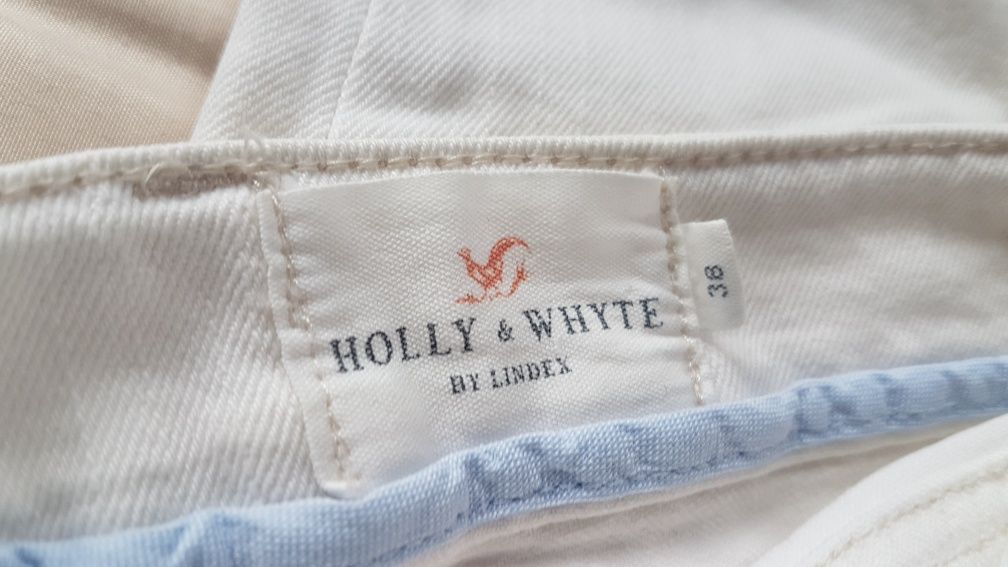 HOLLY & WHYTE
BY LINDEX
38